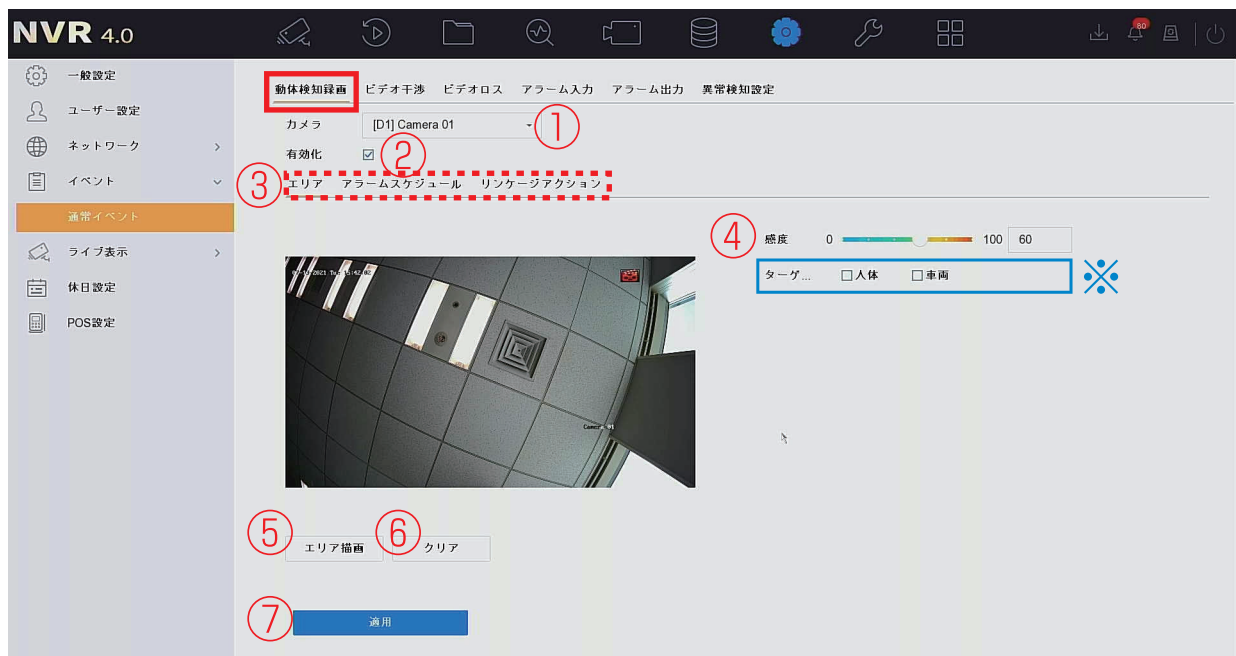 NVR 4.0
80
一般設定
ユーザー設定
ネットワーク
イベント
通常イベント
ライブ表示
休日設定
POS設定
動体検知録画 ビデオ干渉 ビデオロス アラーム入力 アラーム出力 異常検知設定
カメラ [D1] Camera 01 ①
有効化 ②
③ エリア アラームスケジュール リンケージアクション
④ 感度 0 100 60
ターゲ... 人体 車両 ※
Camera 01
⑤ エリア描画 ⑥ クリア
⑦ 適用